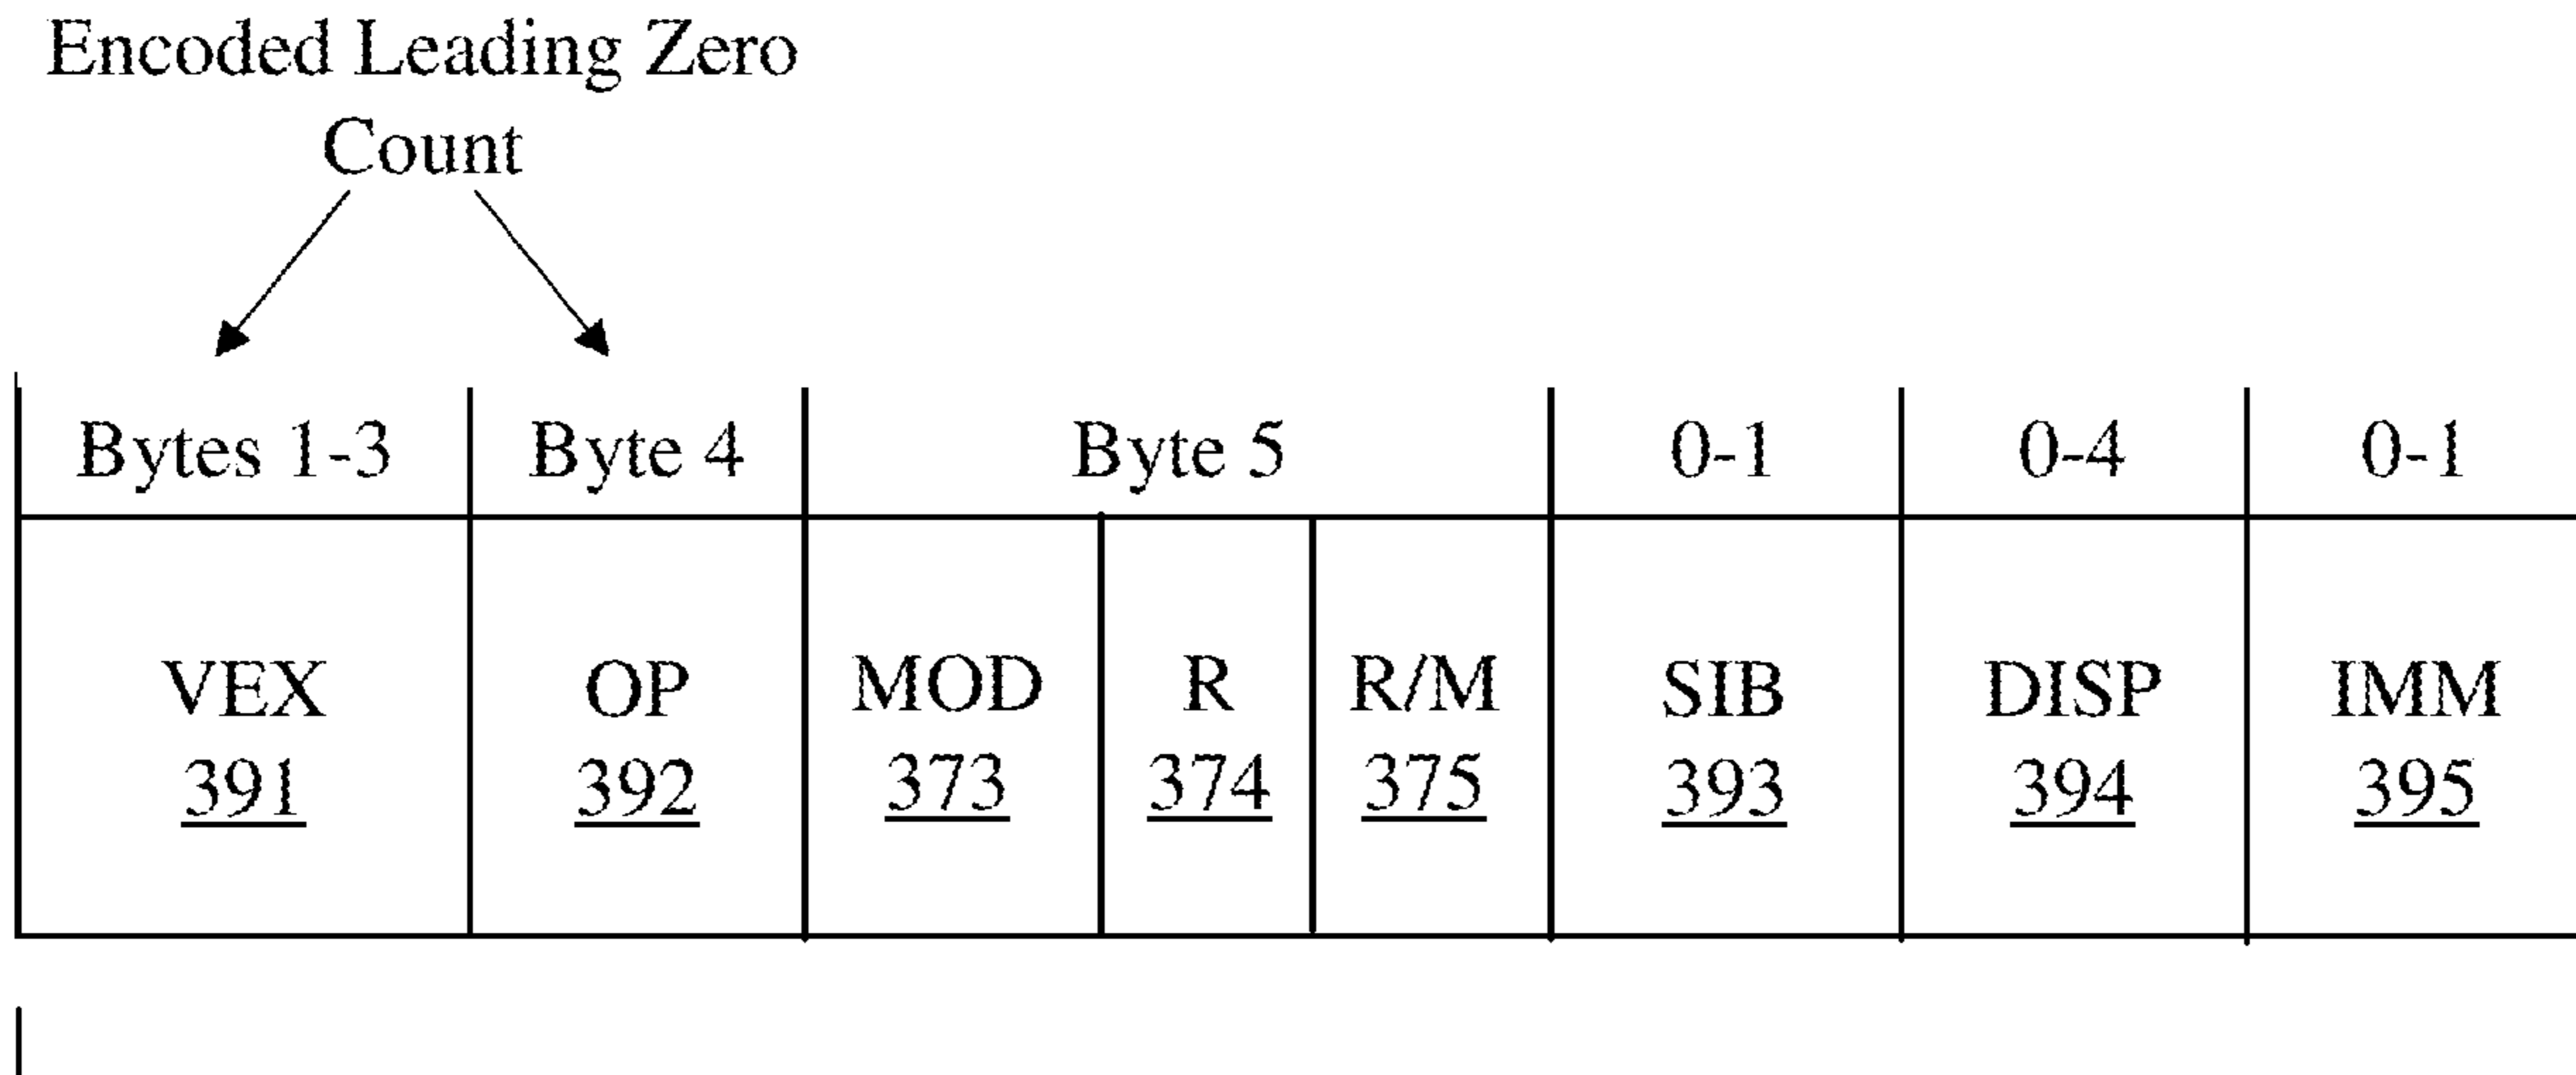 Encoded Leading Zero
Count
Bytes 1-3 Byte 4 Byte 5 0-1 0-4 0-1
VEX OP MOD R R/M SIB DISP IMM
391 392 373 374 375 393 394 395